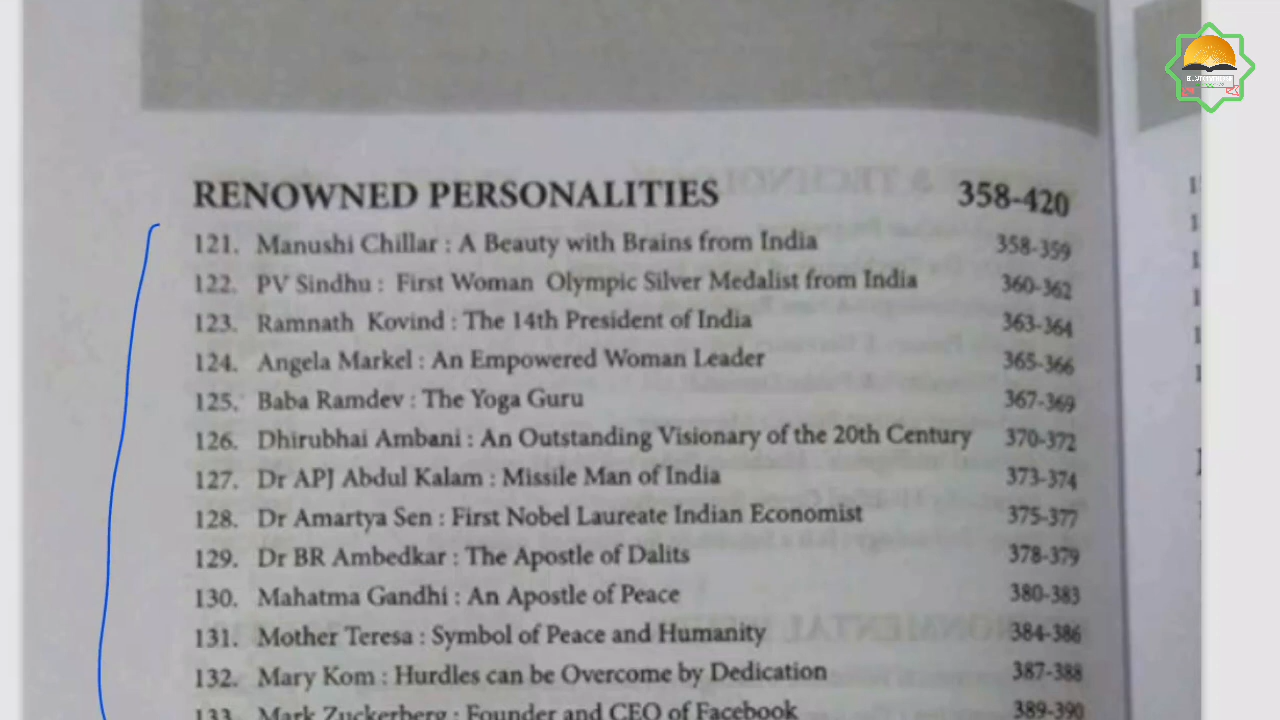 RENOWNED PERSONALITIES 358-420
121. Manushi Chillar : A Beauty with Brains from India 358-359
122. PV Sindhu : First Woman Olympic Silver Medalist from India 360-362
123. Ramnath Kovind : The 14th President of India 363-364
124. Angela Markel : An Empowered Woman Leader 365-366
125. Baba Ramdev : The Yoga Guru 367-369
126. Dhirubhai Ambani : An Outstanding Visionary of the 20th Century 370-372
127. Dr APJ Abdul Kalam : Missile Man of India 373-374
128. Dr Amartya Sen : First Nobel Laureate Indian Economist 375-377
129. Dr BR Ambedkar : The Apostle of Dalits 378-379
130. Mahatma Gandhi : An Apostle of Peace 380-383
131. Mother Teresa : Symbol of Peace and Humanity 384-386
132. Mary Kom : Hurdles can be Overcome by Dedication 387-388
133. Mark Zuckerberg : Founder and CEO of Facebook 389-390